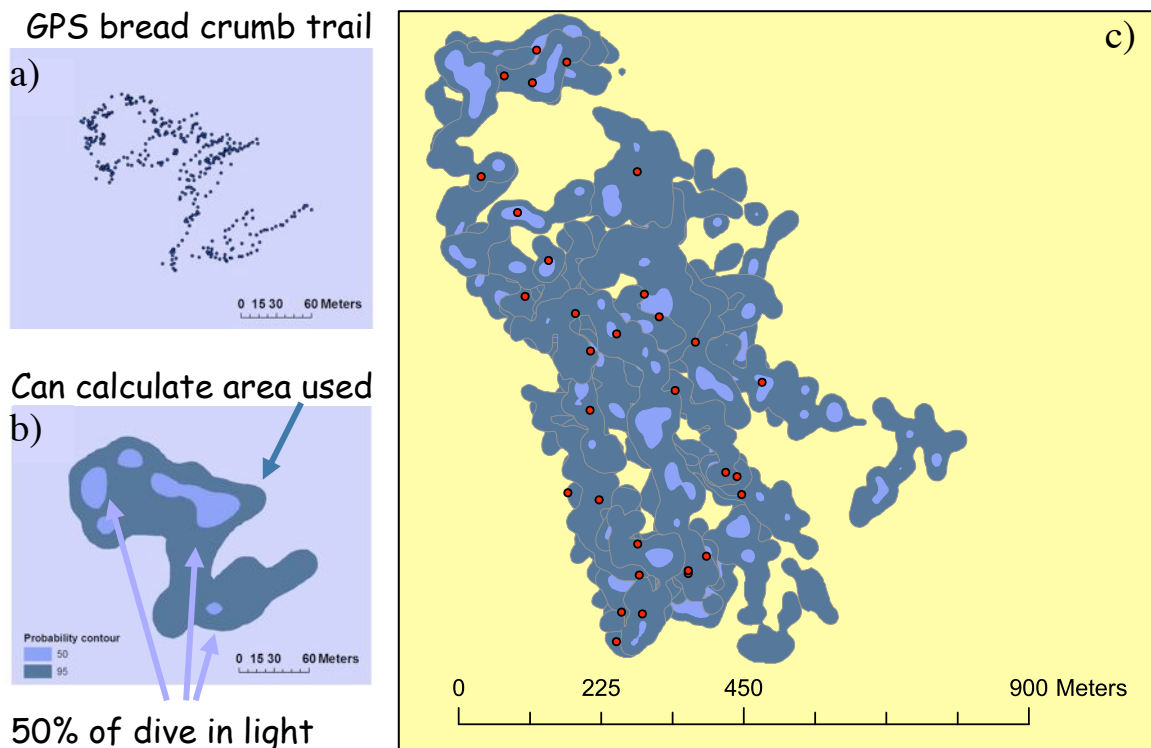 GPS bread crumb trail
a)
0 15 30 60 Meters
Can calculate area used
b)
Probability contour
50
95
0 15 30 60 Meters
50% of dive in light
c)
0 225 450 900 Meters